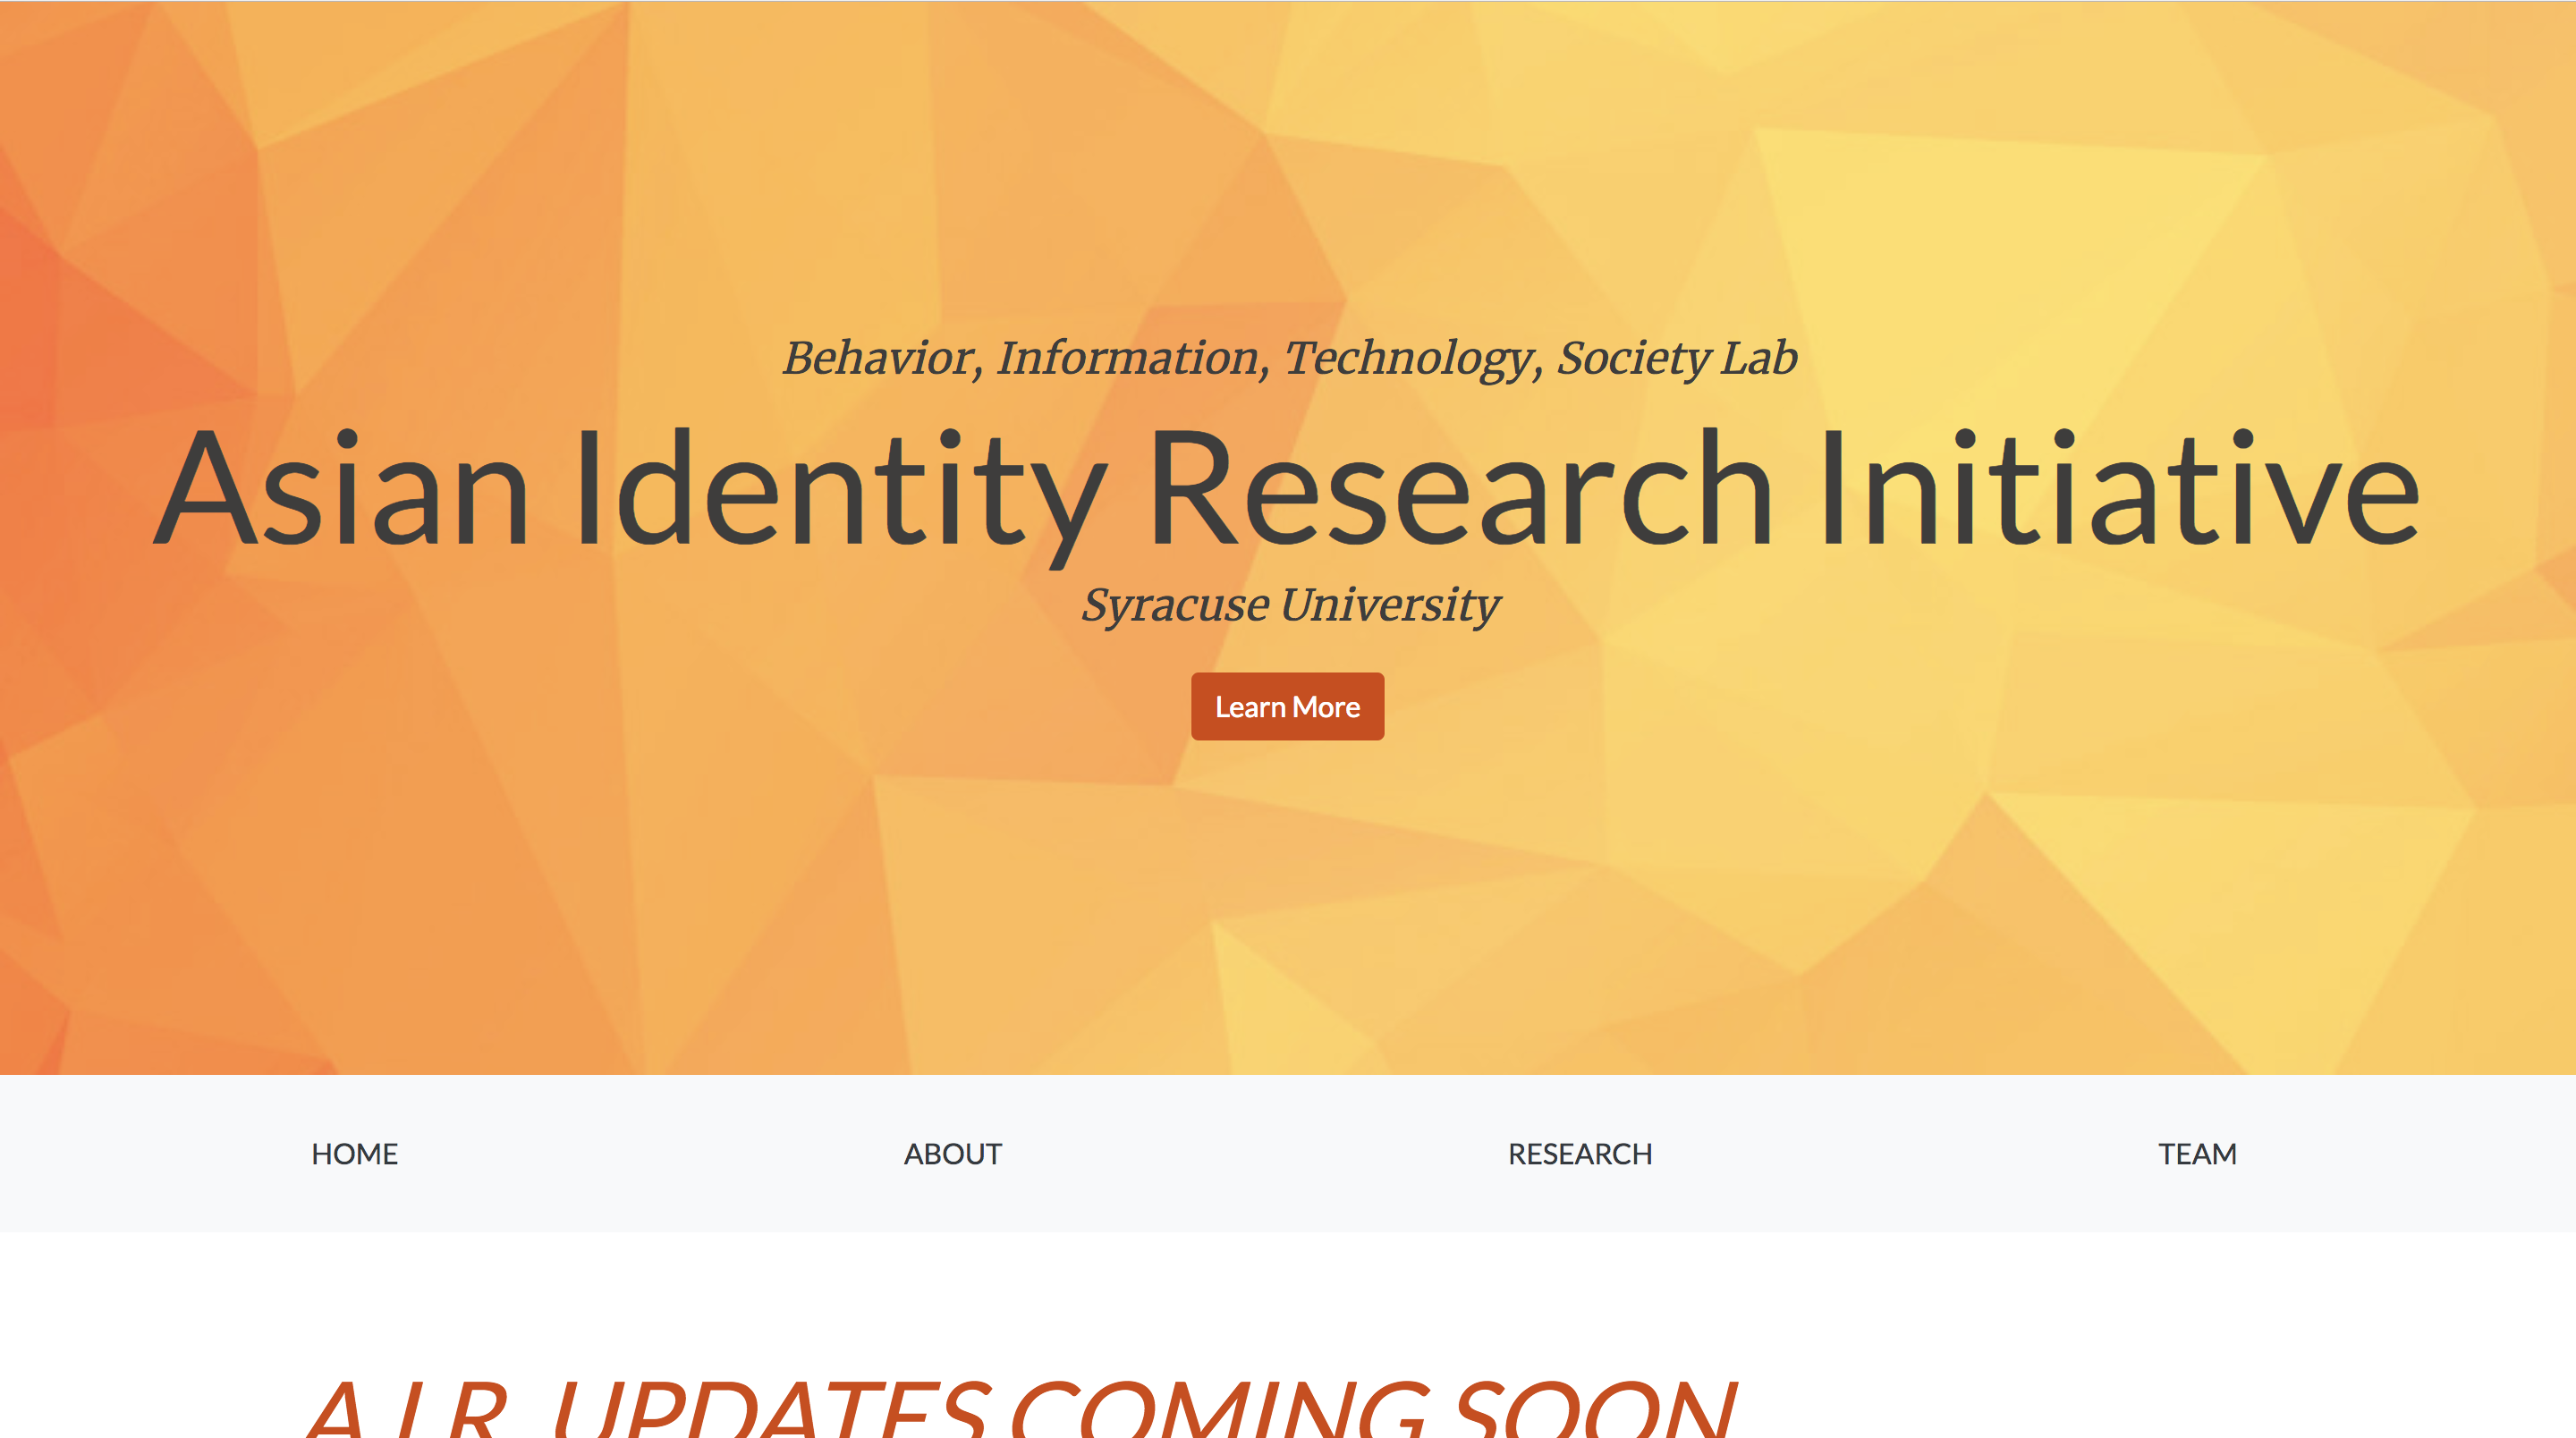 Behavior, Information, Technology, Society Lab
Asian Identity Research Initiative
Syracuse University
Learn More
HOME ABOUT RESEARCH TEAM
A.I.R. UPDATES COMING SOON